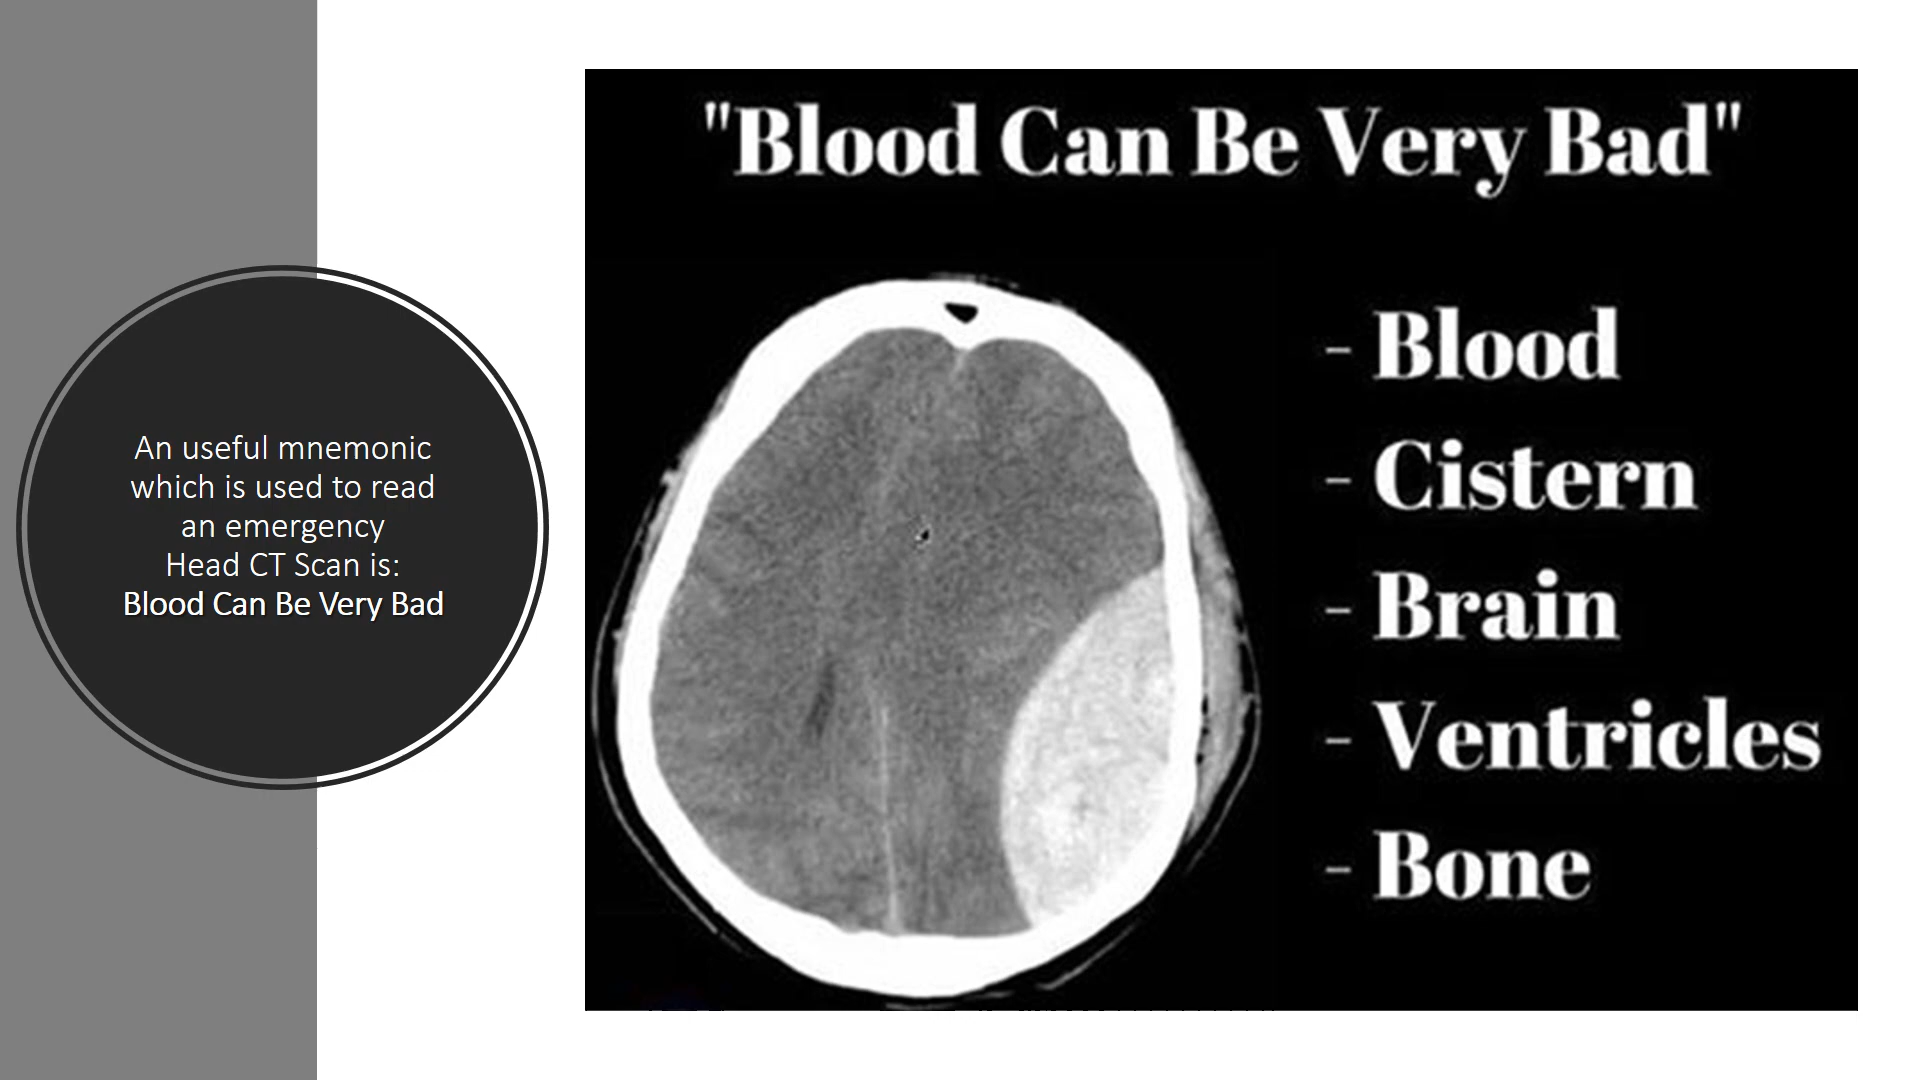 An useful mnemonic
which is used to read
an emergency
Head CT Scan is:
Blood Can Be Very Bad
"Blood Can Be Very Bad"
- Blood
- Cistern
- Brain
- Ventricles
- Bone